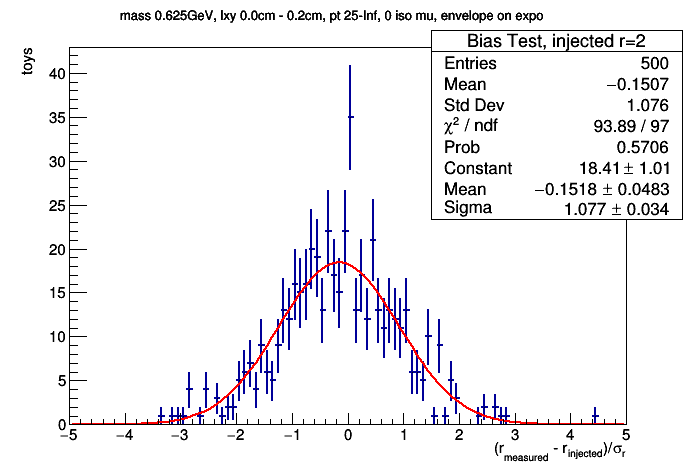 mass 0.625GeV, lxy 0.0cm - 0.2cm, pt 25-Inf, 0 iso mu, envelope on expo
Bias Test, injected r=2
Entries 500
Mean −0.1507
Std Dev 1.076
χ² / ndf 93.89 / 97
Prob 0.5706
Constant 18.41 ± 1.01
Mean −0.1518 ± 0.0483
Sigma 1.077 ± 0.034
toys
40
35
30
25
20
15
10
5
0
−5 −4 −3 −2 −1 0 1 2 3 4 5
(r_measured - r_injected)/σ_r